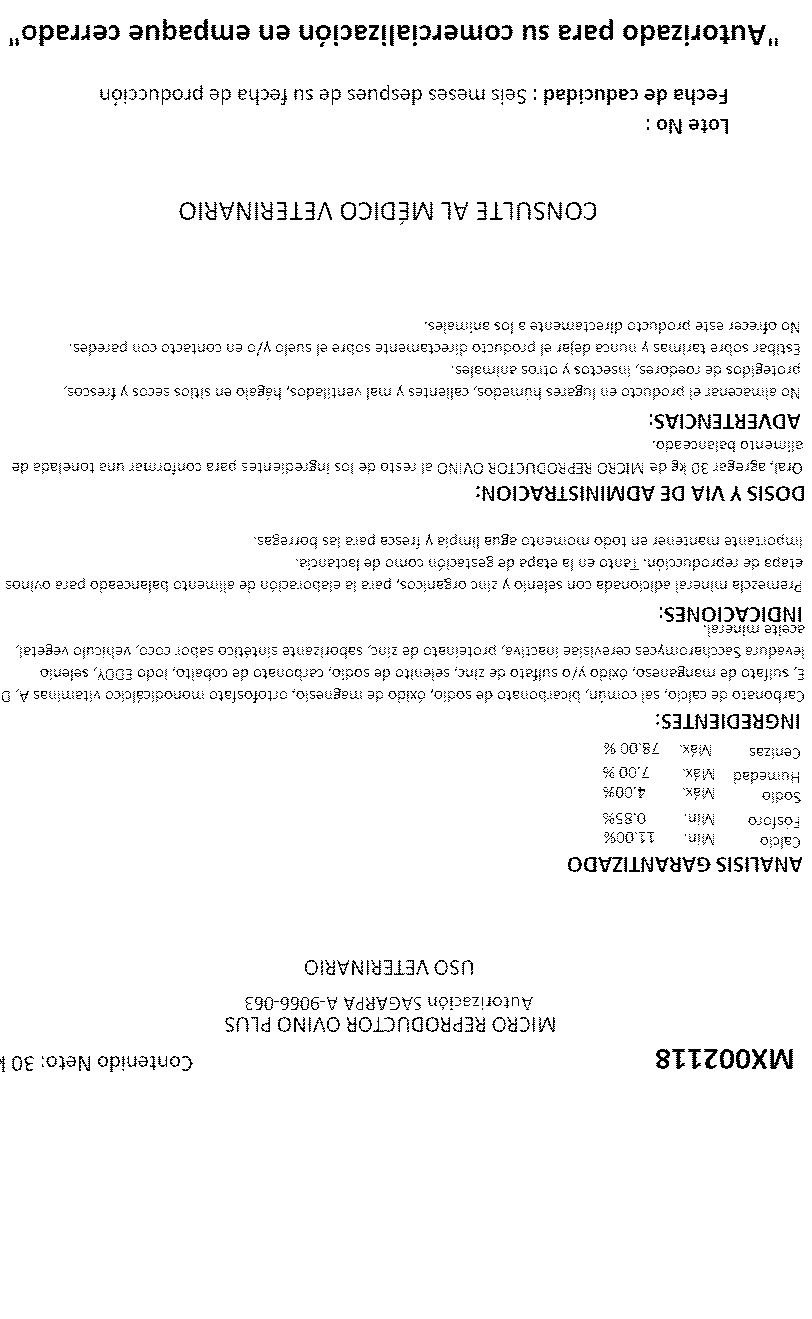 MX002118
Contenido Neto: 30 k
MICRO REPRODUCTOR OVINO PLUS
Autorización SAGARPA A-9066-063
USO VETERINARIO
ANALISIS GARANTIZADO
Calcio Min. 11.00%
Fósforo Min. 0.85%
Sodio Máx. 4.00%
Humedad Máx. 7.00 %
Cenizas Máx. 78.00 %
INGREDIENTES:
Carbonato de calcio, sal común, bicarbonato de sodio, óxido de magnesio, ortofosfato monodicálcico vitaminas A, D
E, sulfato de manganeso, óxido y/o sulfato de zinc, selenito de sodio, carbonato de cobalto, Iodo EDDY, selenio
levadura Saccharomyces cerevisiae inactiva, proteinato de zinc, saborizante sintético sabor coco, vehículo vegetal,
aceite mineral.
INDICACIONES:
Premezcla mineral adicionada con selenio y zinc organicos, para la elaboración de alimento balanceado para ovinos
etapa de reproducción. Tanto en la etapa de gestación como de lactancia.
Importante mantener en todo momento agua limpia y fresca para las borregas.
DOSIS Y VIA DE ADMINISTRACION:
Oral, agregar 30 kg de MICRO REPRODUCTOR OVINO al resto de los ingredientes para conformar una tonelada de
alimento balanceado.
ADVERTENCIAS:
No almacenar el producto en lugares húmedos, calientes y mal ventilados, hágalo en sitios secos y frescos,
protegidos de roedores, insectos y otros animales.
Estibar sobre tarimas y nunca dejar el producto directamente sobre el suelo y/o en contacto con paredes.
No ofrecer este producto directamente a los animales.
CONSULTE AL MÉDICO VETERINARIO
Lote No :
Fecha de caducidad : Seis meses despues de su fecha de producción
"Autorizado para su comercialización en empaque cerrado"